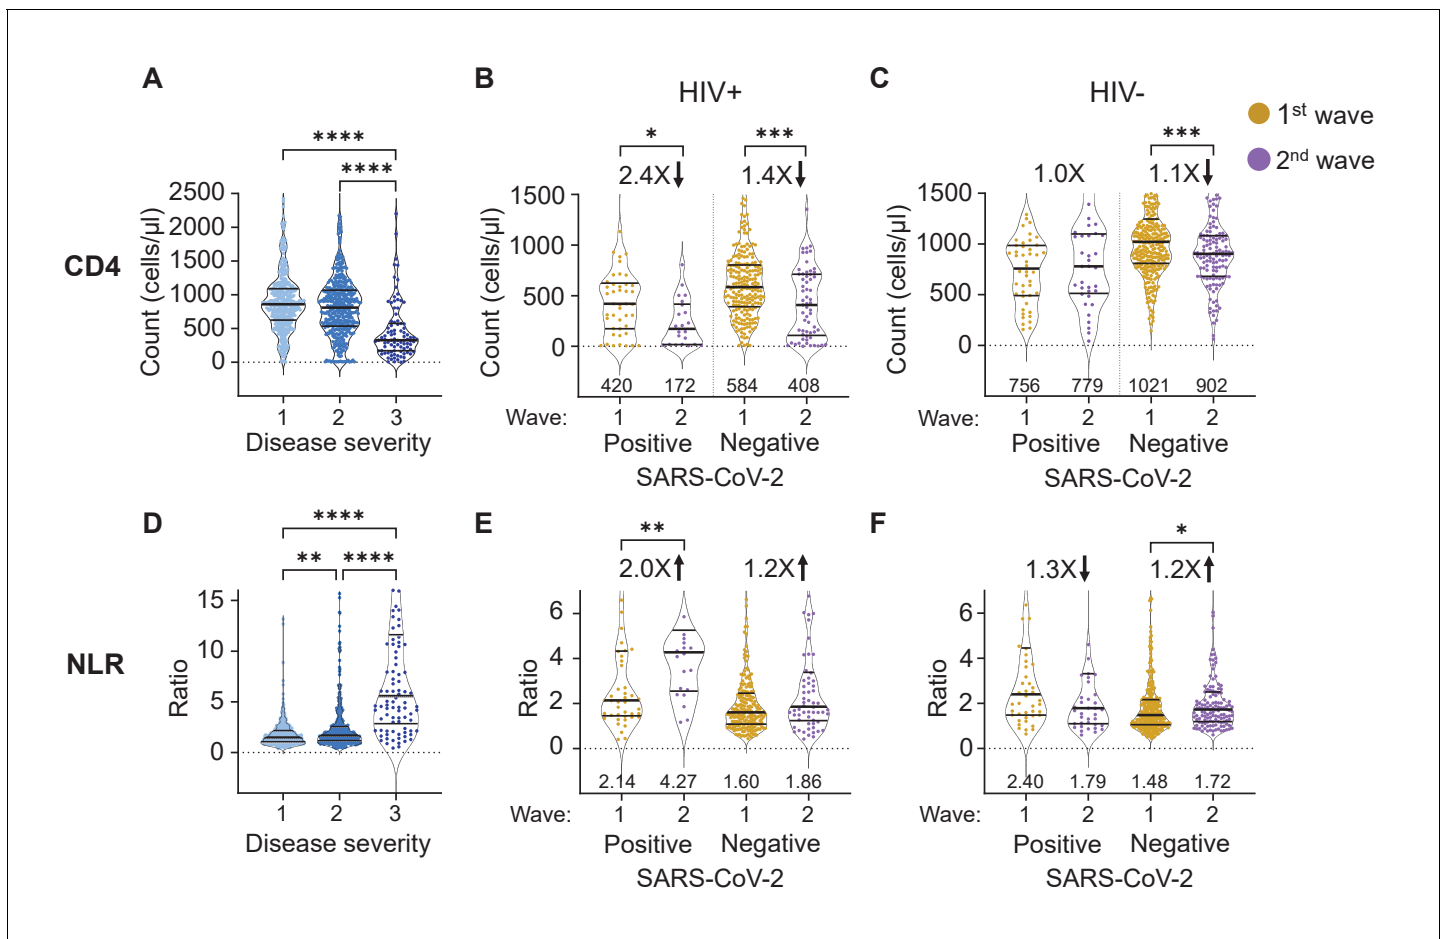 A
B
C
HIV+
HIV-
1st wave
2nd wave
CD4
****
****
Count (cells/µl)
2500
2000
1500
1000
500
0
1 2 3
Disease severity
*
***
2.4X
1.4X
Count (cells/µl)
1500
1000
500
0
420 172 584 408
Wave: 1 2 1 2
Positive Negative
SARS-CoV-2
***
1.0X
1.1X
Count (cells/µl)
1500
1000
500
0
756 779 1021 902
Wave: 1 2 1 2
Positive Negative
SARS-CoV-2
D
E
F
NLR
****
** ****
Ratio
15
10
5
0
1 2 3
Disease severity
**
2.0X
1.2X
Ratio
6
4
2
0
2.14 4.27 1.60 1.86
Wave: 1 2 1 2
Positive Negative
SARS-CoV-2
*
1.3X
1.2X
Ratio
6
4
2
0
2.40 1.79 1.48 1.72
Wave: 1 2 1 2
Positive Negative
SARS-CoV-2